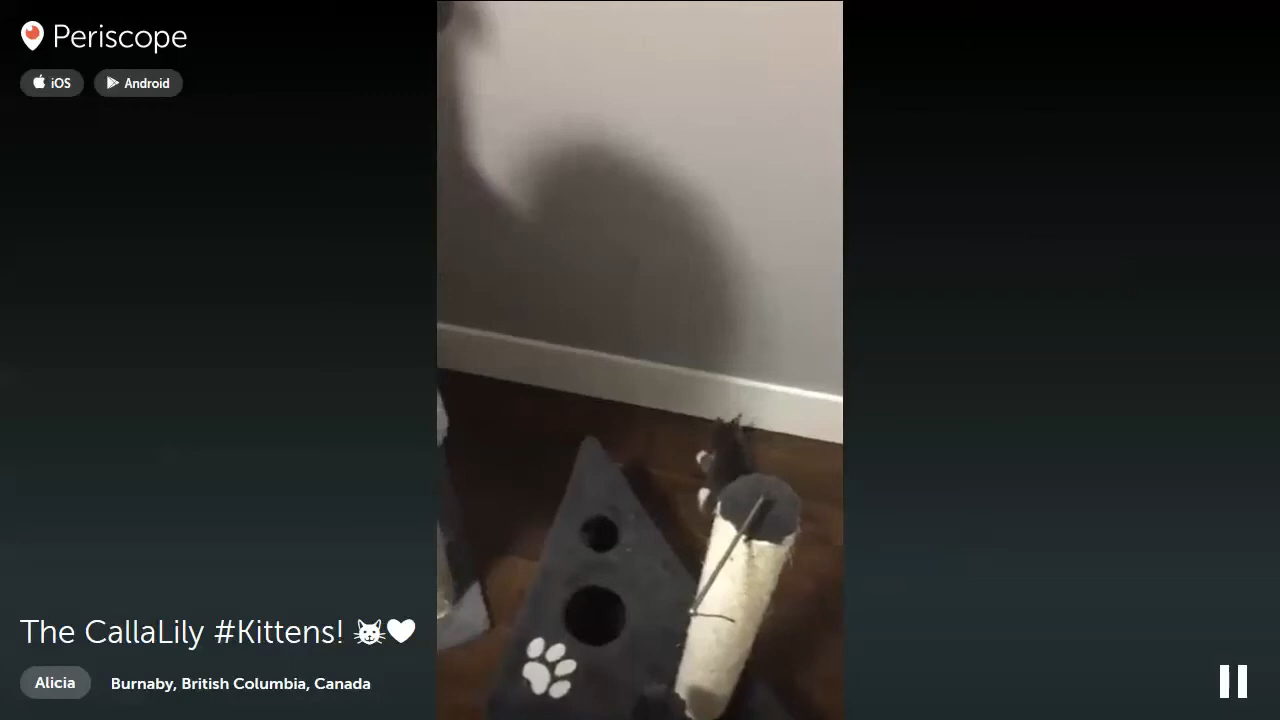 Periscope
iOS
Android
The CallaLily #Kittens! 🐱🤍
Alicia
Burnaby, British Columbia, Canada